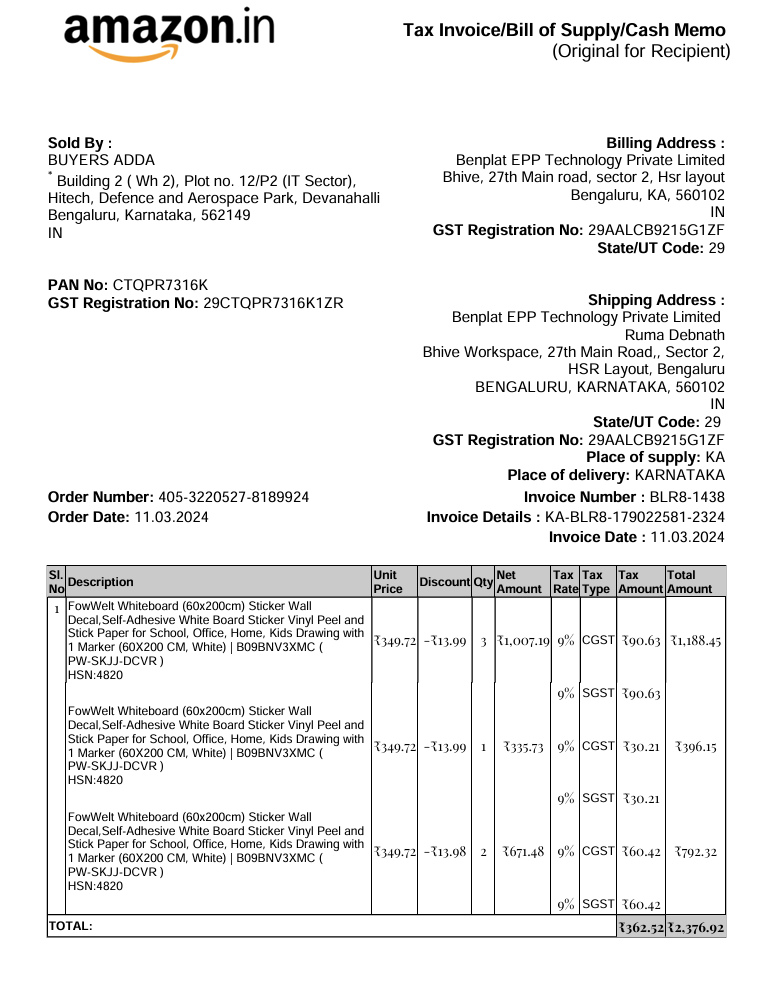 amazon.in
Tax Invoice/Bill of Supply/Cash Memo
(Original for Recipient)
Sold By :
BUYERS ADDA
* Building 2 ( Wh 2), Plot no. 12/P2 (IT Sector),
Hitech, Defence and Aerospace Park, Devanahalli
Bengaluru, Karnataka, 562149
IN
PAN No: CTQPR7316K
GST Registration No: 29CTQPR7316K1ZR
Billing Address :
Benplat EPP Technology Private Limited
Bhive, 27th Main road, sector 2, Hsr layout
Bengaluru, KA, 560102
IN
GST Registration No: 29AALCB9215G1ZF
State/UT Code: 29
Shipping Address :
Benplat EPP Technology Private Limited
Ruma Debnath
Bhive Workspace, 27th Main Road,, Sector 2,
HSR Layout, Bengaluru
BENGALURU, KARNATAKA, 560102
IN
State/UT Code: 29
GST Registration No: 29AALCB9215G1ZF
Place of supply: KA
Place of delivery: KARNATAKA
Order Number: 405-3220527-8189924 Invoice Number : BLR8-1438
Order Date: 11.03.2024 Invoice Details : KA-BLR8-179022581-2324
Invoice Date : 11.03.2024
Sl. No Description Unit Price Discount Qty Net Amount Tax Rate Tax Type Tax Amount Total Amount
1 FowWelt Whiteboard (60x200cm) Sticker Wall
Decal,Self-Adhesive White Board Sticker Vinyl Peel and
Stick Paper for School, Office, Home, Kids Drawing with
1 Marker (60X200 CM, White) | B09BNV3XMC (
PW-SKJJ-DCVR )
HSN:4820
₹349.72 -₹13.99 3 ₹1,007.19 9% CGST ₹90.63 ₹1,188.45
9% SGST ₹90.63
FowWelt Whiteboard (60x200cm) Sticker Wall
Decal,Self-Adhesive White Board Sticker Vinyl Peel and
Stick Paper for School, Office, Home, Kids Drawing with
1 Marker (60X200 CM, White) | B09BNV3XMC (
PW-SKJJ-DCVR )
HSN:4820
₹349.72 -₹13.99 1 ₹335.73 9% CGST ₹30.21 ₹396.15
9% SGST ₹30.21
FowWelt Whiteboard (60x200cm) Sticker Wall
Decal,Self-Adhesive White Board Sticker Vinyl Peel and
Stick Paper for School, Office, Home, Kids Drawing with
1 Marker (60X200 CM, White) | B09BNV3XMC (
PW-SKJJ-DCVR )
HSN:4820
₹349.72 -₹13.98 2 ₹671.48 9% CGST ₹60.42 ₹792.32
9% SGST ₹60.42
TOTAL: ₹362.52 ₹2,376.92